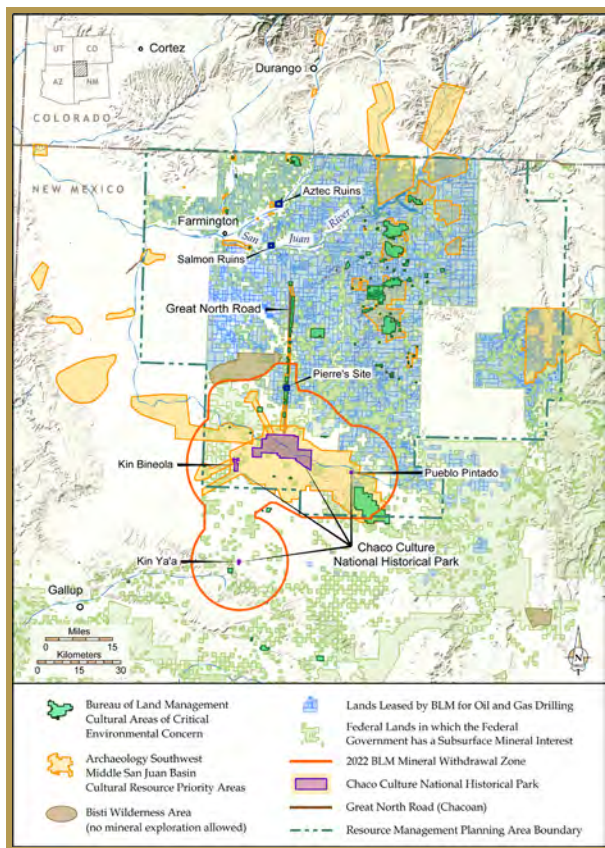 UT CO
AZ NM
Cortez
Durango
COLORADO
NEW MEXICO
Aztec Ruins
Farmington
San Juan River
Salmon Ruins
Great North Road
Pierre's Site
Kin Bineola
Pueblo Pintado
Chaco Culture
National Historical Park
Kin Ya'a
Gallup
Miles
15
Kilometers
15 30
N
Bureau of Land Management
Cultural Areas of Critical
Environmental Concern
Archaeology Southwest
Middle San Juan Basin
Cultural Resource Priority Areas
Bisti Wilderness Area
(no mineral exploration allowed)
Lands Leased by BLM for Oil and Gas Drilling
Federal Lands in which the Federal
Government has a Subsurface Mineral Interest
2022 BLM Mineral Withdrawal Zone
Chaco Culture National Historical Park
Great North Road (Chacoan)
Resource Management Planning Area Boundary